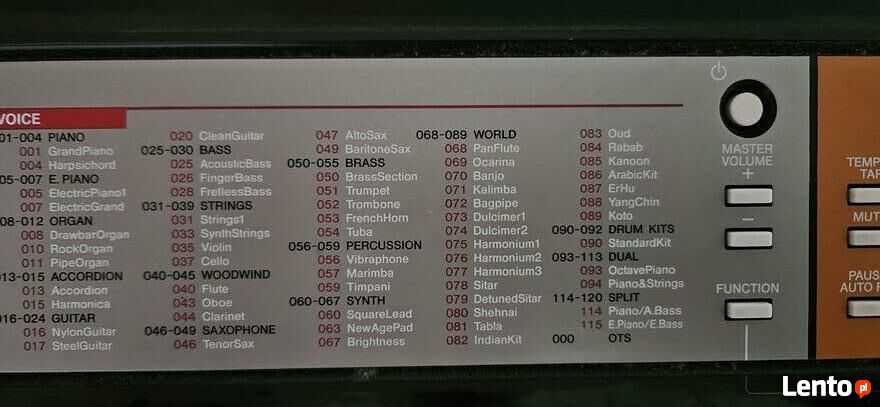 VOICE
01-004 PIANO
001 GrandPiano
004 Harpsichord
05-007 E. PIANO
005 ElectricPiano1
007 ElectricGrand
08-012 ORGAN
008 DrawbarOrgan
010 RockOrgan
011 PipeOrgan
013-015 ACCORDION
013 Accordion
015 Harmonica
016-024 GUITAR
016 NylonGuitar
017 SteelGuitar
020 CleanGuitar
025-030 BASS
025 AcousticBass
026 FingerBass
028 FretlessBass
031-039 STRINGS
031 Strings1
033 SynthStrings
035 Violin
037 Cello
040-045 WOODWIND
040 Flute
043 Oboe
044 Clarinet
046-049 SAXOPHONE
046 TenorSax
047 AltoSax
049 BaritoneSax
050-055 BRASS
050 BrassSection
051 Trumpet
052 Trombone
053 FrenchHorn
054 Tuba
056-059 PERCUSSION
056 Vibraphone
057 Marimba
059 Timpani
060-067 SYNTH
060 SquareLead
063 NewAgePad
067 Brightness
068-089 WORLD
068 PanFlute
069 Ocarina
070 Banjo
071 Kalimba
072 Bagpipe
073 Dulcimer1
074 Dulcimer2
075 Harmonium1
076 Harmonium2
077 Harmonium3
078 Sitar
079 DetunedSitar
080 Shehnai
081 Tabla
082 IndianKit
083 Oud
084 Rabab
085 Kanoon
086 ArabicKit
087 ErHu
088 YangChin
089 Koto
090-092 DRUM KITS
090 StandardKit
093-113 DUAL
093 OctavePiano
094 Piano&Strings
114-120 SPLIT
114 Piano/A.Bass
115 E.Piano/E.Bass
000 OTS
MASTER
VOLUME
+
−
FUNCTION
TEMP
TAP
MUT
PAUS
AUTO F
Lento pl